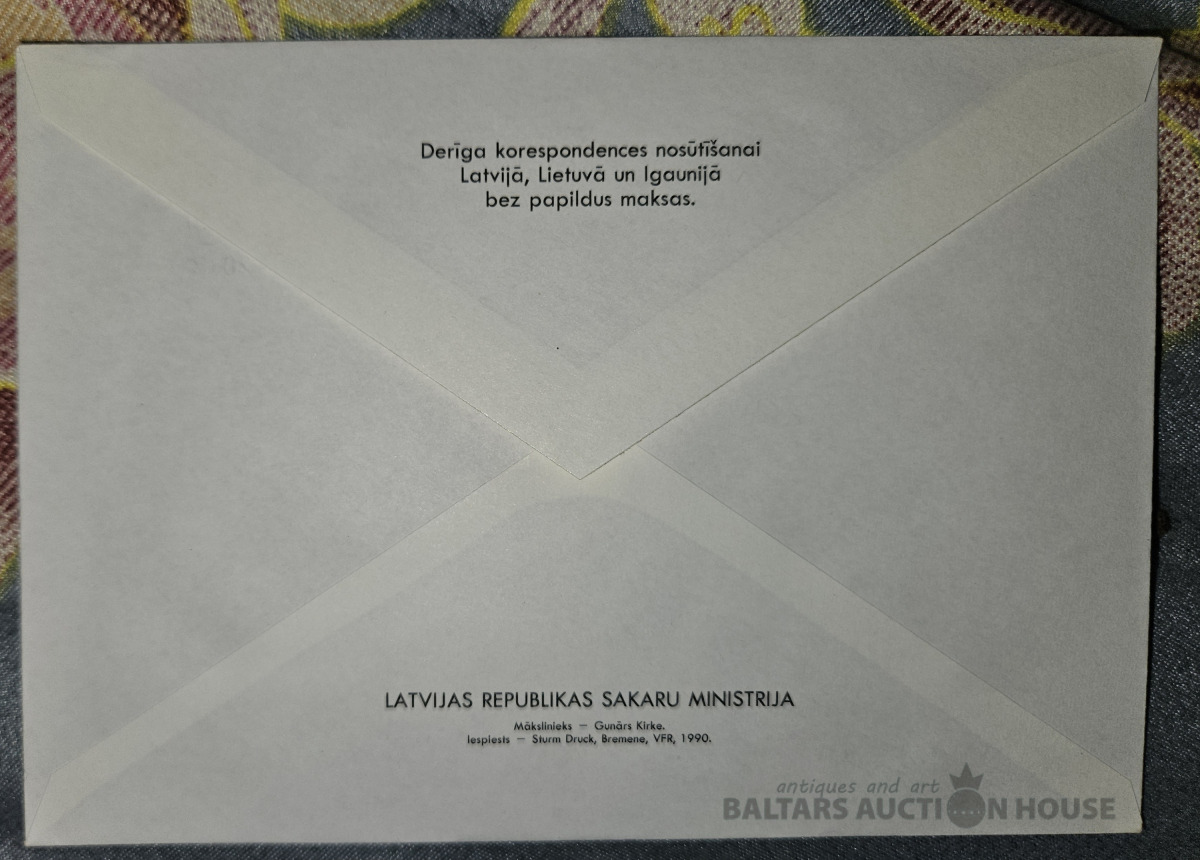 Derīga korespondences nosūtīšanai
Latvijā, Lietuvā un Igaunijā
bez papildus maksas.
LATVIJAS REPUBLIKAS SAKARU MINISTRIJA
Mākslinieks — Gunārs Kirke.
Iespiests — Sturm Druck, Bremene, VFR, 1990.
antiques and art
BALTARS AUCTION HOUSE